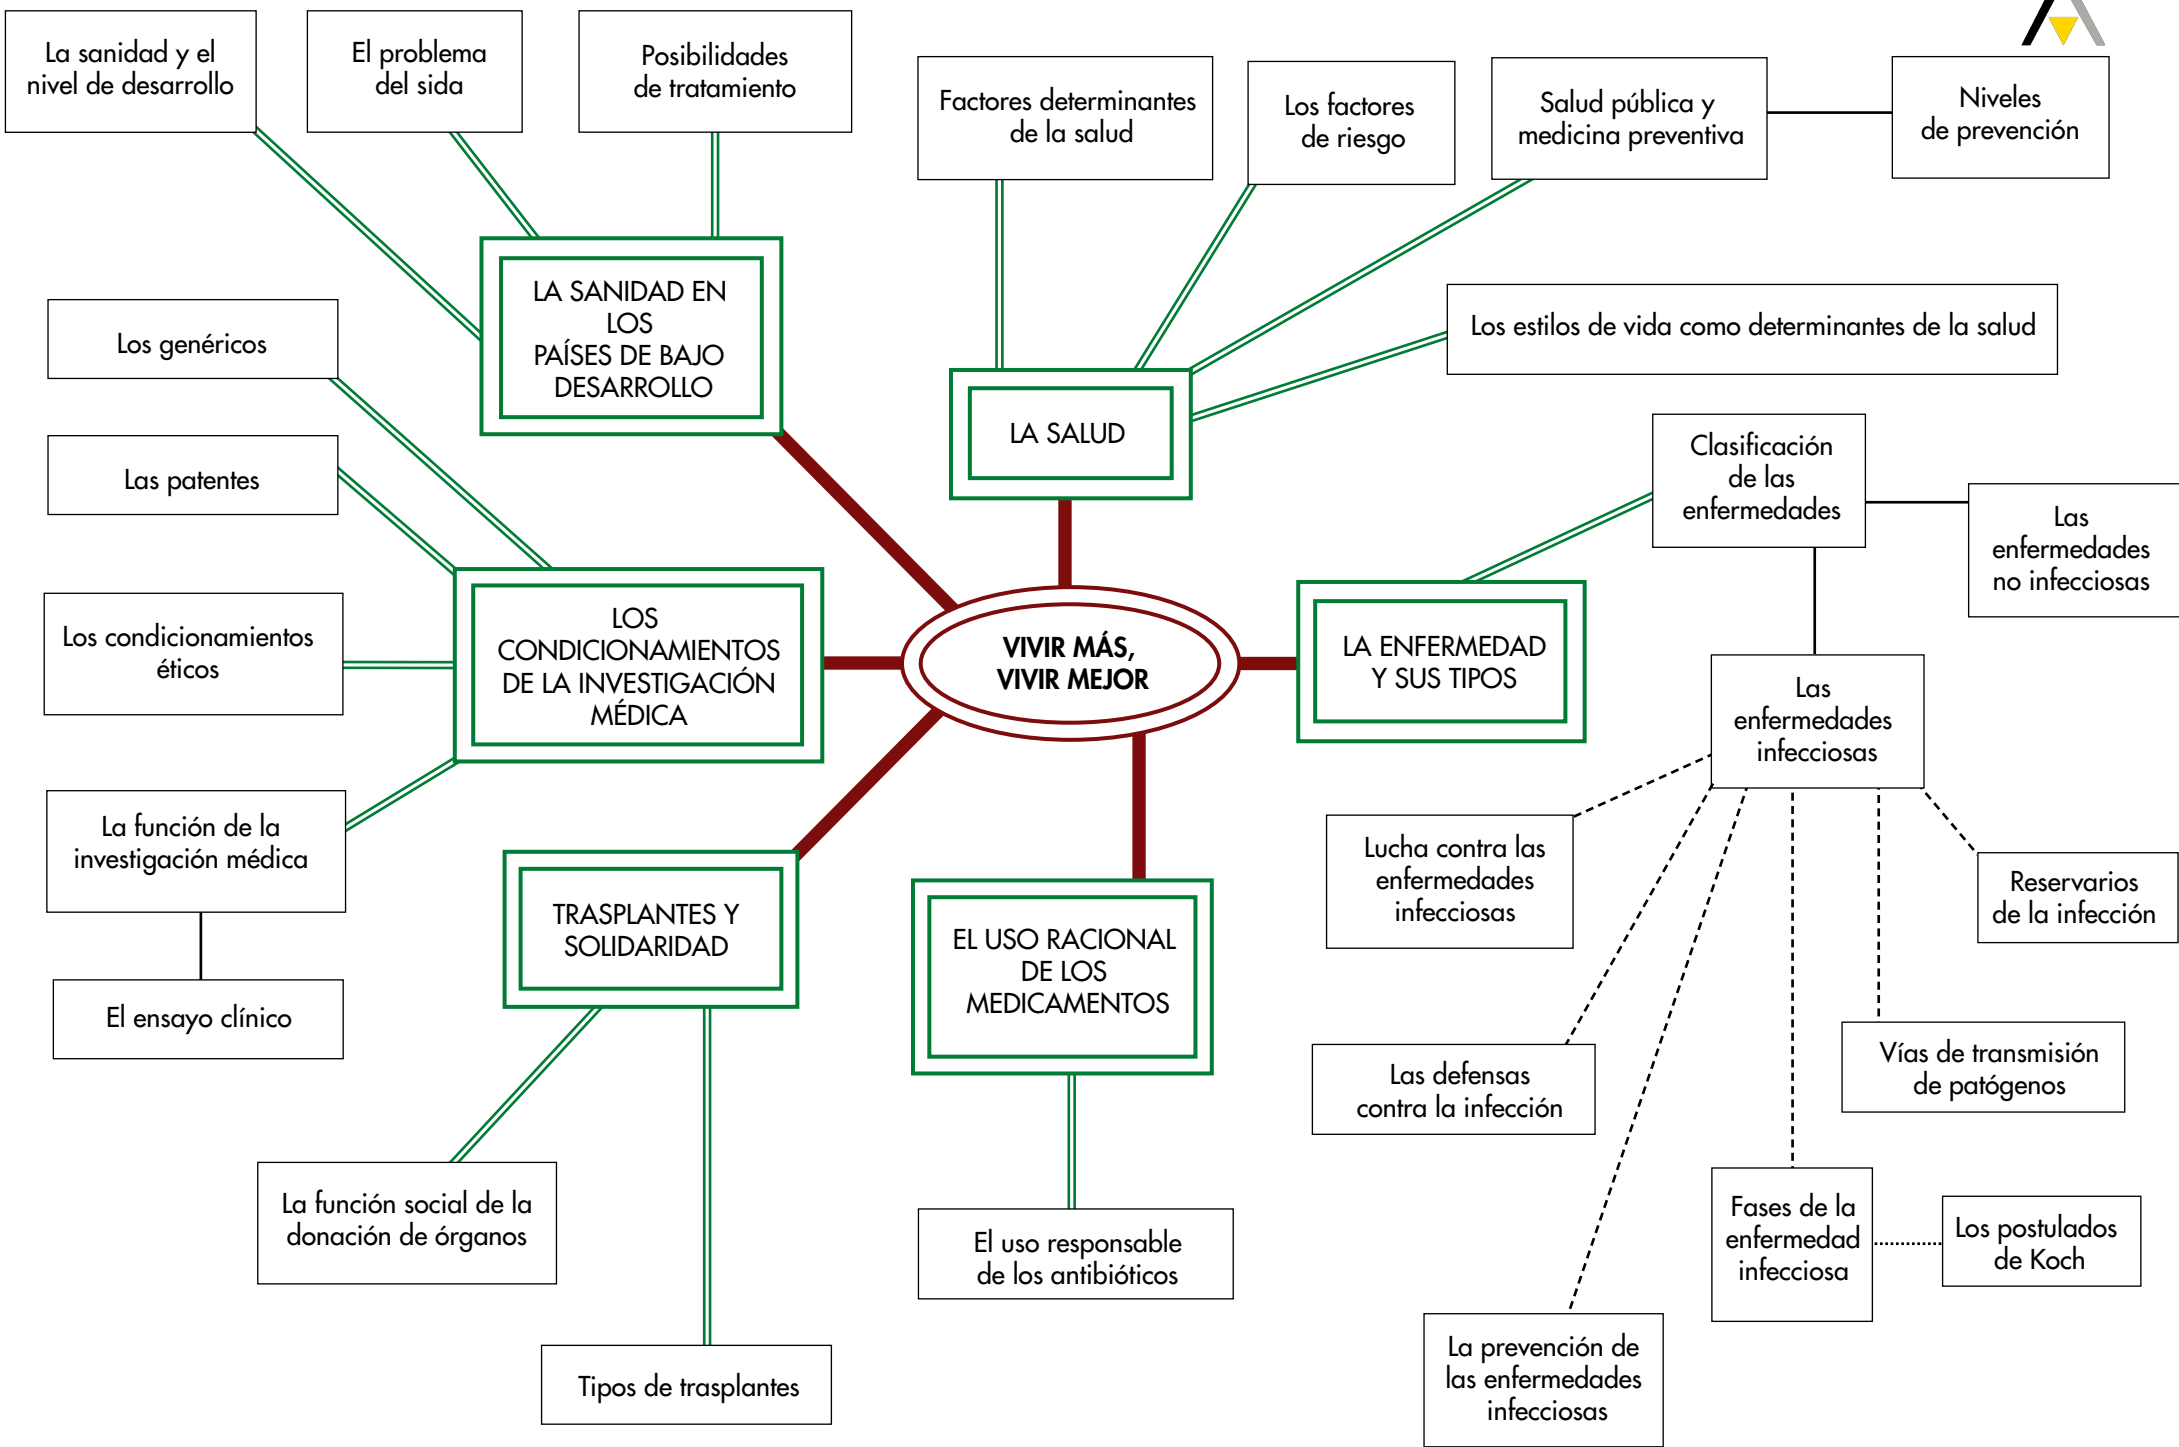 La sanidad y el
nivel de desarrollo
El problema
del sida
Posibilidades
de tratamiento
Factores determinantes
de la salud
Los factores
de riesgo
Salud pública y
medicina preventiva
Niveles
de prevención
LA SANIDAD EN
LOS
PAÍSES DE BAJO
DESARROLLO
Los genéricos
Los estilos de vida como determinantes de la salud
LA SALUD
Las patentes
Clasificación
de las
enfermedades
Las
enfermedades
no infecciosas
LOS
CONDICIONAMIENTOS
DE LA INVESTIGACIÓN
MÉDICA
Los condicionamientos
éticos
VIVIR MÁS,
VIVIR MEJOR
LA ENFERMEDAD
Y SUS TIPOS
Las
enfermedades
infecciosas
La función de la
investigación médica
Lucha contra las
enfermedades
infecciosas
Reservarios
de la infección
TRASPLANTES Y
SOLIDARIDAD
EL USO RACIONAL
DE LOS
MEDICAMENTOS
El ensayo clínico
Las defensas
contra la infección
Vías de transmisión
de patógenos
La función social de la
donación de órganos
El uso responsable
de los antibióticos
Fases de la
enfermedad
infecciosa
Los postulados
de Koch
Tipos de trasplantes
La prevención de
las enfermedades
infecciosas